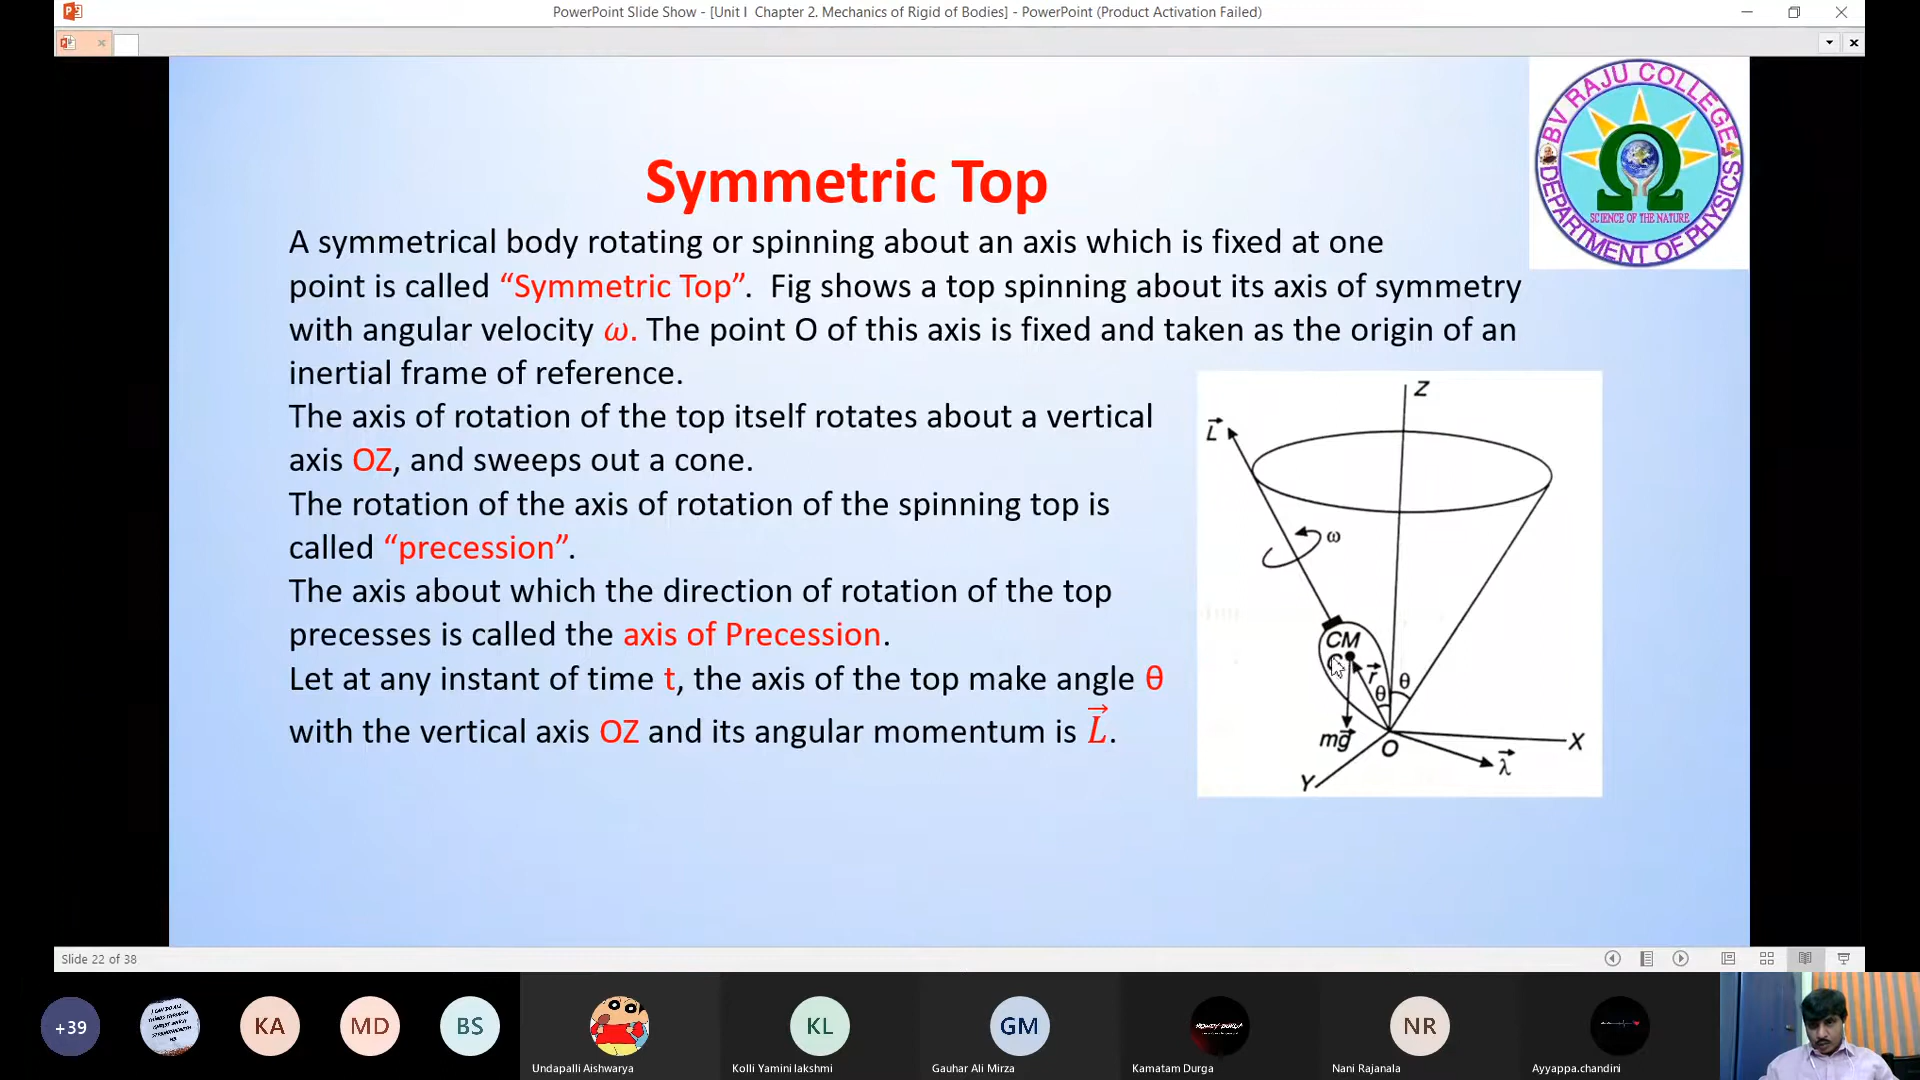 PowerPoint Slide Show - [Unit I  Chapter 2. Mechanics of Rigid of Bodies] - PowerPoint (Product Activation Failed)
BV RAJU COLLEGE
SCIENCE OF THE NATURE
DEPARTMENT OF PHYSICS
Symmetric Top
A symmetrical body rotating or spinning about an axis which is fixed at one
point is called “Symmetric Top”.  Fig shows a top spinning about its axis of symmetry
with angular velocity ω. The point O of this axis is fixed and taken as the origin of an
inertial frame of reference.
The axis of rotation of the top itself rotates about a vertical
axis OZ, and sweeps out a cone.
The rotation of the axis of rotation of the spinning top is
called “precession”.
The axis about which the direction of rotation of the top
precesses is called the axis of Precession.
Let at any instant of time t, the axis of the top make angle θ
with the vertical axis OZ and its angular momentum is L⃗.
Z
L⃗
ω
CM
r⃗
θ
θ
mg⃗
O
X
λ⃗
Y
Slide 22 of 38
+39
I CAN DO ALL
THINGS THROUGH
CHRIST WHICH
STRENGTHENETH
ME
KA
MD
BS
Undapalli Aishwarya
KL
Kolli Yamini lakshmi
GM
Gauhar Ali Mirza
Kamatam Durga
NR
Nani Rajanala
Ayyappa.chandini